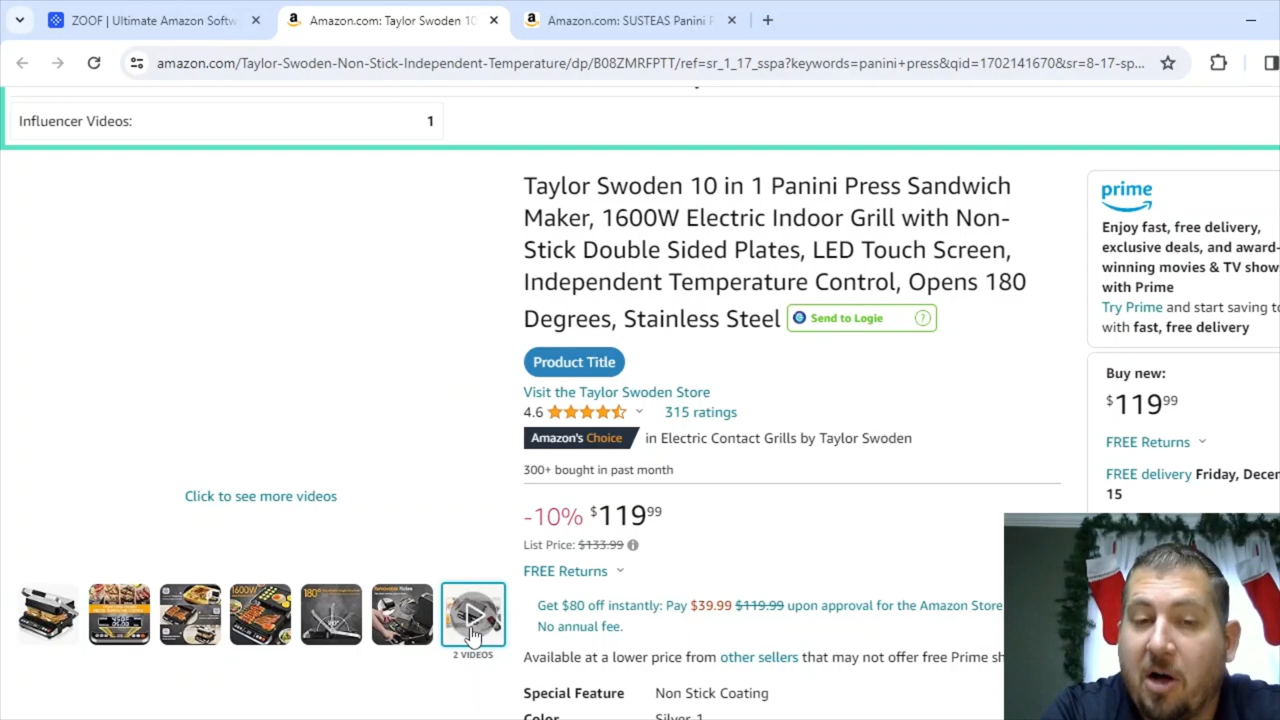 ZOOF | Ultimate Amazon Softw
Amazon.com: Taylor Swoden 10
Amazon.com: SUSTEAS Panini P
amazon.com/Taylor-Swoden-Non-Stick-Independent-Temperature/dp/B08ZMRFPTT/ref=sr_1_17_sspa?keywords=panini+press&qid=1702141670&sr=8-17-sp...
Influencer Videos: 1
Taylor Swoden 10 in 1 Panini Press Sandwich
Maker, 1600W Electric Indoor Grill with Non-
Stick Double Sided Plates, LED Touch Screen,
Independent Temperature Control, Opens 180
Degrees, Stainless Steel
Send to Logie ?
Product Title
Visit the Taylor Swoden Store
4.6 315 ratings
Amazon's Choice in Electric Contact Grills by Taylor Swoden
300+ bought in past month
-10% $11999
List Price: $133.99
FREE Returns
Get $80 off instantly: Pay $39.99 $119.99 upon approval for the Amazon Store
No annual fee.
Available at a lower price from other sellers that may not offer free Prime sh
Special Feature Non Stick Coating
Color Silver-1
Click to see more videos
1600W
180°
2 VIDEOS
prime
Enjoy fast, free delivery,
exclusive deals, and award-
winning movies & TV show
with Prime
Try Prime and start saving to
with fast, free delivery
Buy new:
$11999
FREE Returns
FREE delivery Friday, Decem
15